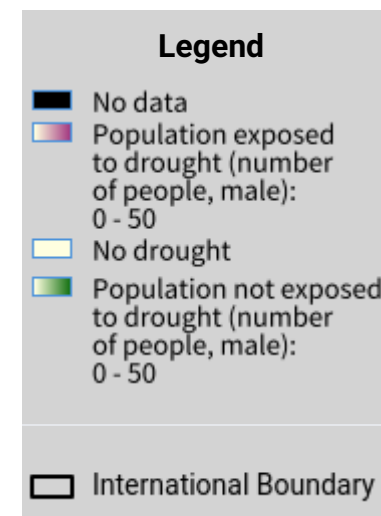 Legend
No data
Population exposed
to drought (number
of people, male):
0 - 50
No drought
Population not exposed
to drought (number
of people, male):
0 - 50
International Boundary